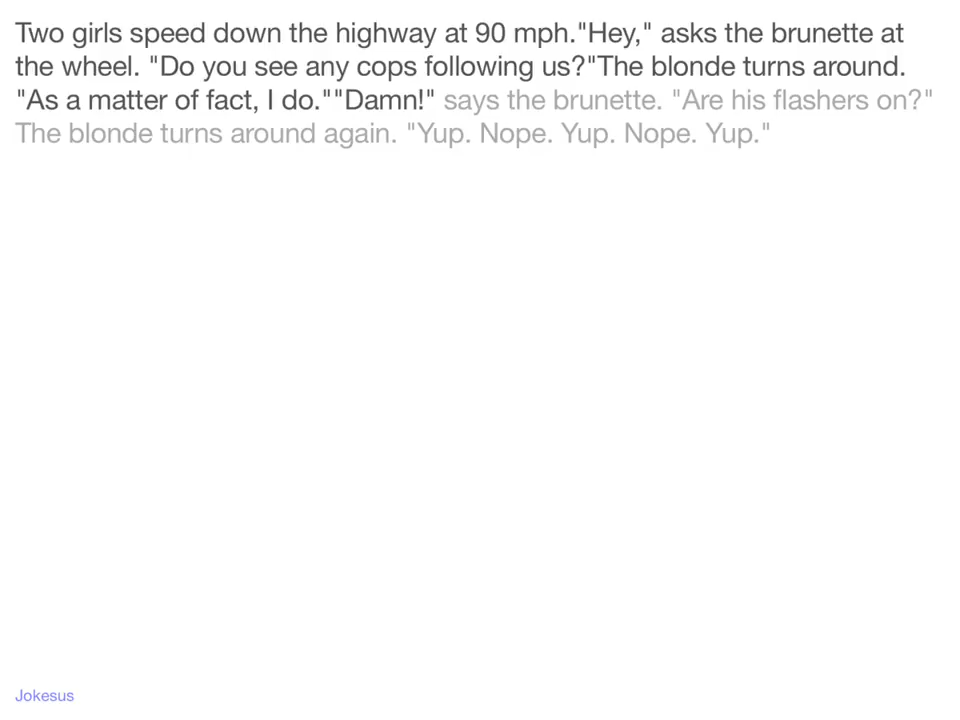 Two girls speed down the highway at 90 mph."Hey," asks the brunette at
the wheel. "Do you see any cops following us?"The blonde turns around.
"As a matter of fact, I do.""Damn!" says the brunette. "Are his flashers on?"
The blonde turns around again. "Yup. Nope. Yup. Nope. Yup."
Jokesus